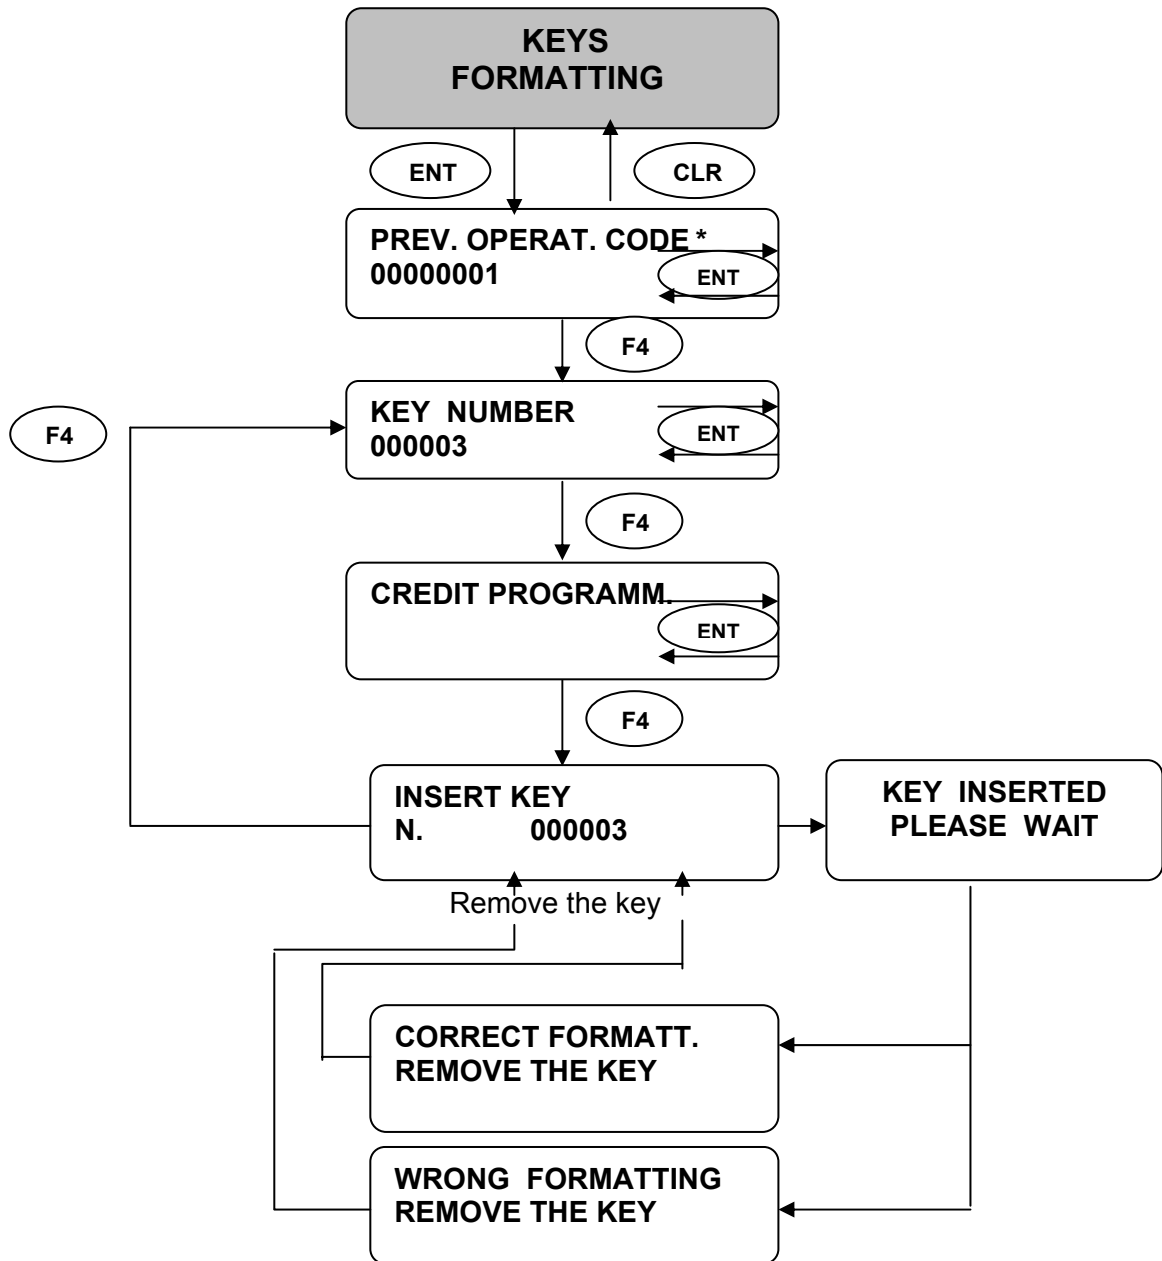 KEYS
FORMATTING
ENT
CLR
PREV. OPERAT. CODE *
00000001
ENT
F4
KEY NUMBER
000003
ENT
F4
F4
CREDIT PROGRAMM.
ENT
F4
INSERT KEY
N. 000003
KEY INSERTED
PLEASE WAIT
Remove the key
CORRECT FORMATT.
REMOVE THE KEY
WRONG FORMATTING
REMOVE THE KEY